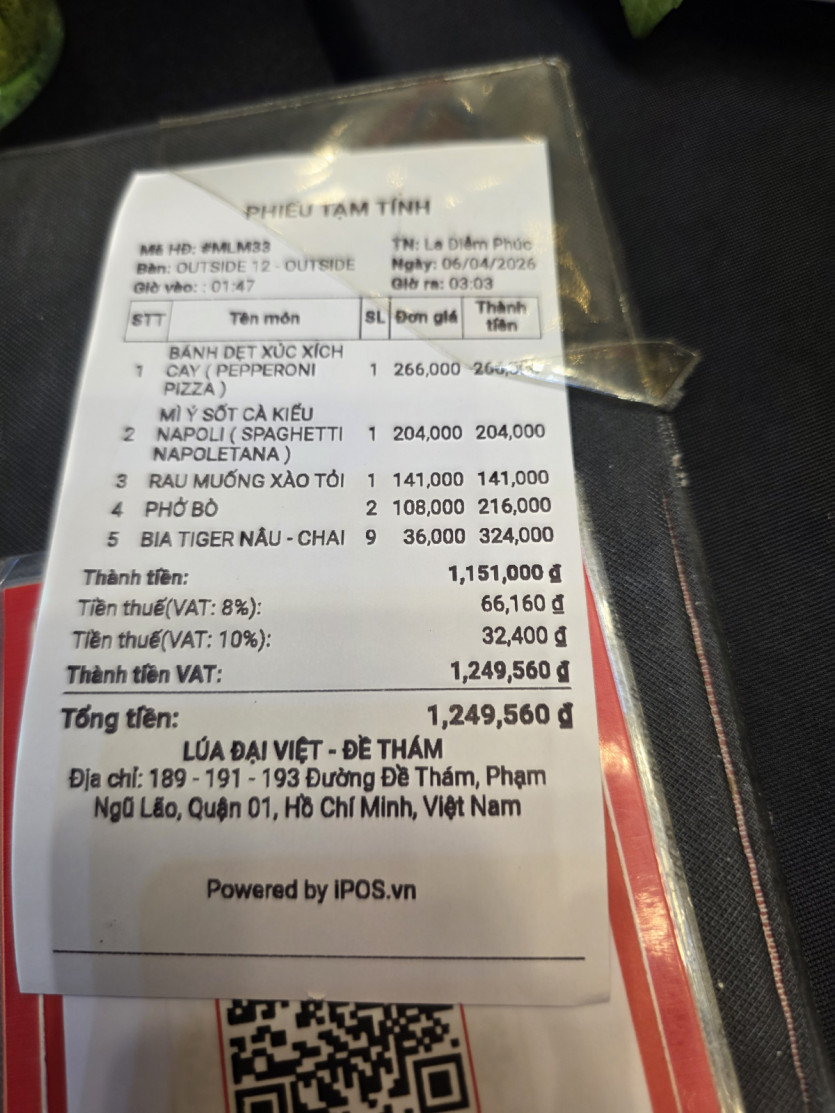 PHIẾU TẠM TÍNH
Mã HĐ: #MLM33 TN: La Diễm Phúc
Bàn: OUTSIDE 12 - OUTSIDE Ngày: 06/04/2026
Giờ vào: : 01:47 Giờ ra: 03:03
STT Tên món SL Đơn giá Thành
tiền
BÁNH DẸT XÚC XÍCH
1 CAY ( PEPPERONI 1 266,000
PIZZA )
MÌ Ý SỐT CÀ KIỂU
2 NAPOLI ( SPAGHETTI 1 204,000 204,000
NAPOLETANA )
3 RAU MUỐNG XÀO TỎI 1 141,000 141,000
4 PHỞ BÒ 2 108,000 216,000
5 BIA TIGER NÂU - CHAI 9 36,000 324,000
Thành tiền: 1,151,000 ₫
Tiền thuế(VAT: 8%): 66,160 ₫
Tiền thuế(VAT: 10%): 32,400 ₫
Thành tiền VAT: 1,249,560 ₫
Tổng tiền: 1,249,560 ₫
LÚA ĐẠI VIỆT - ĐỀ THÁM
Địa chỉ: 189 - 191 - 193 Đường Đề Thám, Phạm
Ngũ Lão, Quận 01, Hồ Chí Minh, Việt Nam
Powered by iPOS.vn